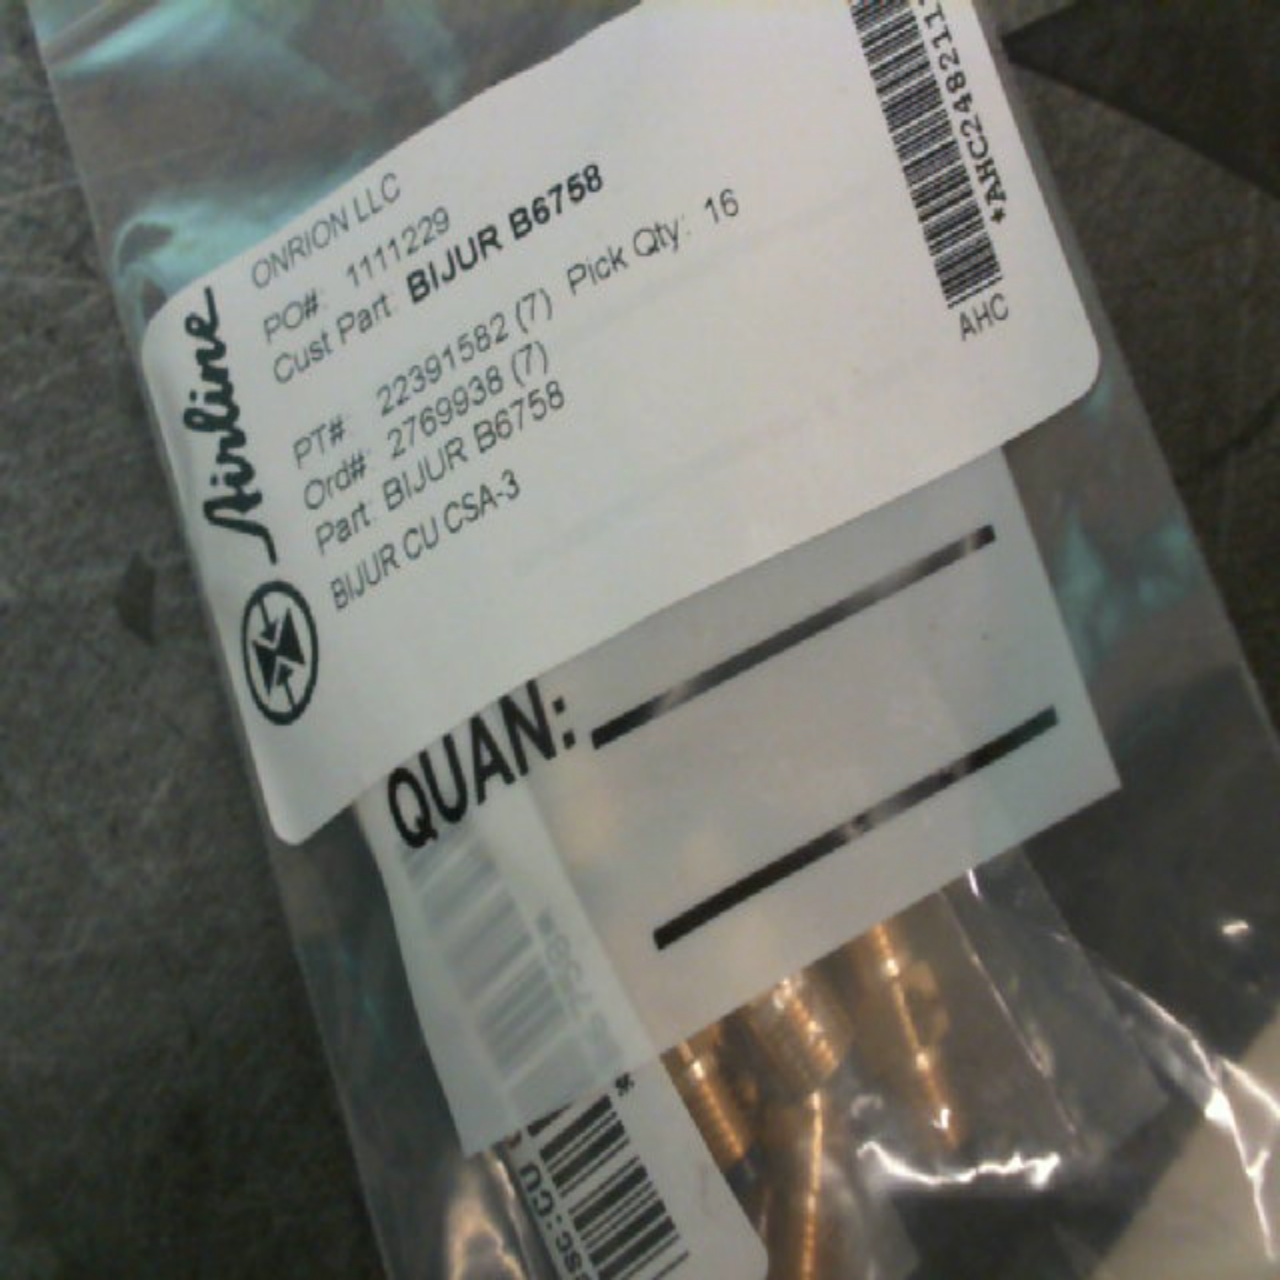 Airline
ONRION LLC
PO#: 1111229
Cust Part: BIJUR B6758
PT#: 22391582 (7) Pick Qty: 16
Ord#: 2769938 (7)
Part: BIJUR B6758
BIJUR CU CSA-3
AHC
QUAN: